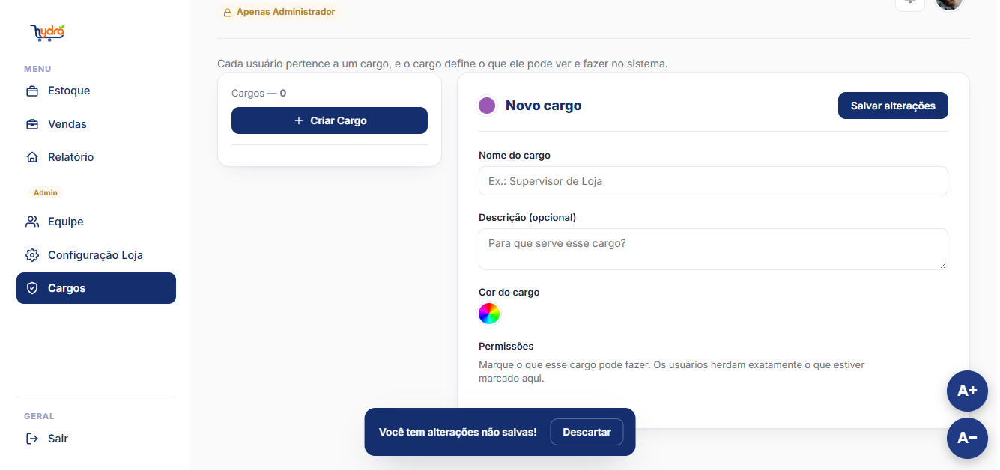 hydra
MENU
Estoque
Vendas
Relatório
Admin
Equipe
Configuração Loja
Cargos
GERAL
Sair
Apenas Administrador
Cada usuário pertence a um cargo, e o cargo define o que ele pode ver e fazer no sistema.
Cargos — 0
+ Criar Cargo
Novo cargo
Salvar alterações
Nome do cargo
Ex.: Supervisor de Loja
Descrição (opcional)
Para que serve esse cargo?
Cor do cargo
Permissões
Marque o que esse cargo pode fazer. Os usuários herdam exatamente o que estiver
marcado aqui.
Você tem alterações não salvas!
Descartar
A+
A−